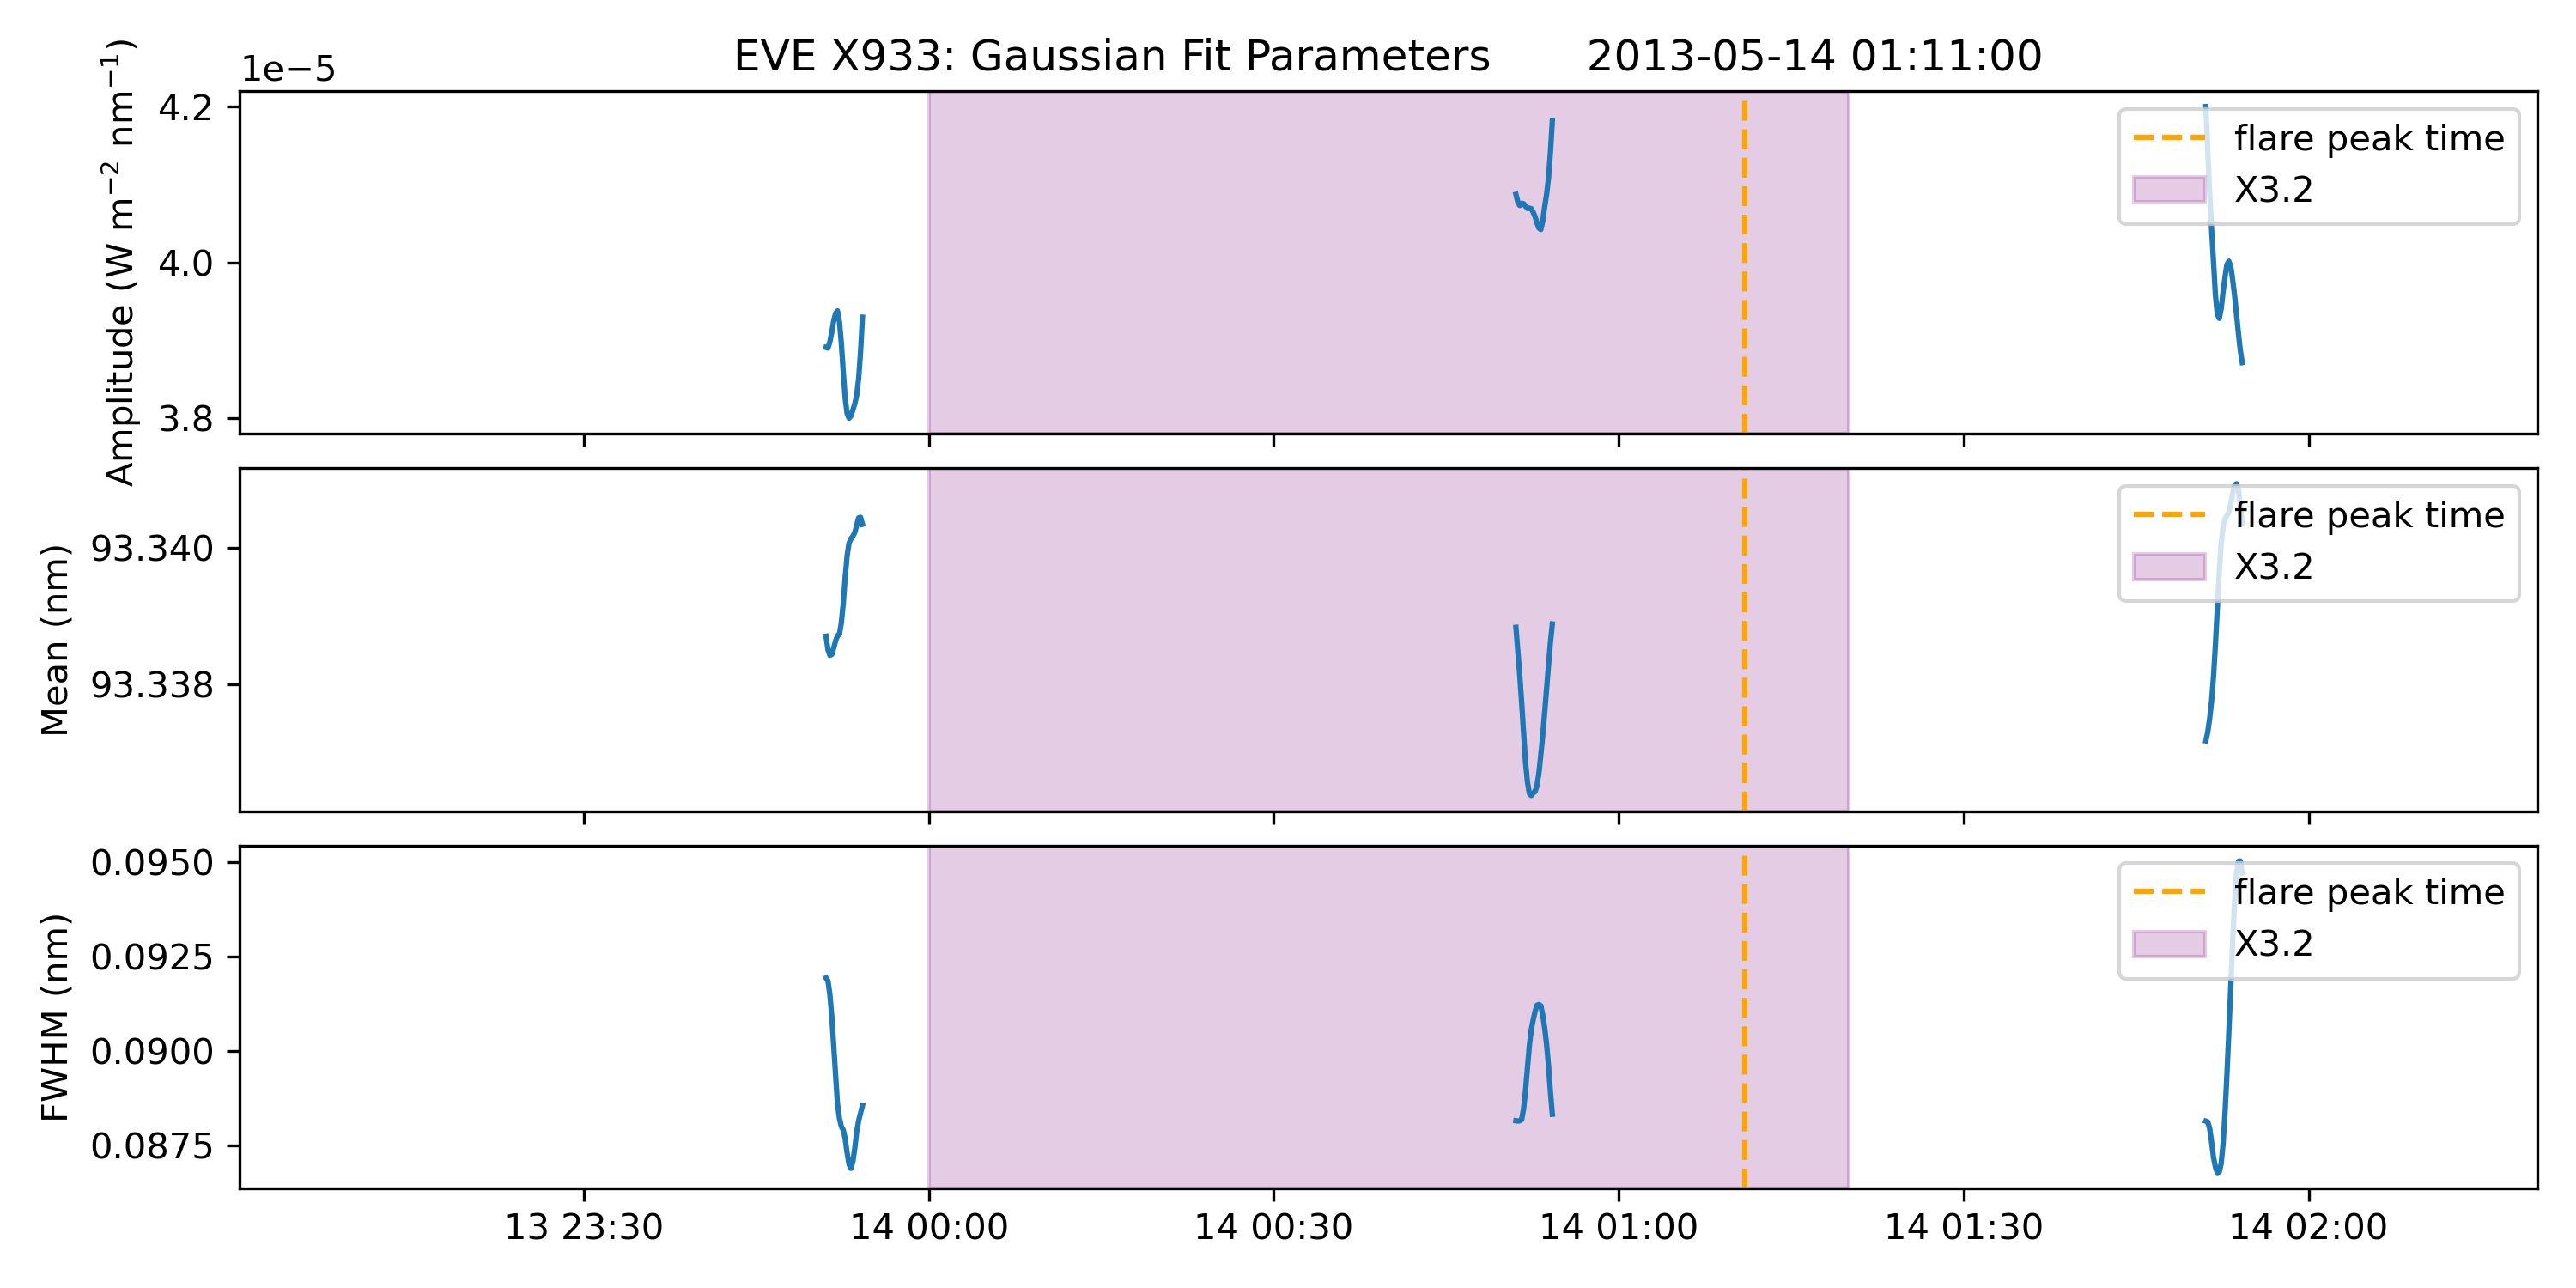 EVE X933: Gaussian Fit Parameters 2013-05-14 01:11:00
1e−5
Amplitude (W m⁻² nm⁻¹)
4.2
4.0
3.8
flare peak time
X3.2
Mean (nm)
93.340
93.338
flare peak time
X3.2
FWHM (nm)
0.0950
0.0925
0.0900
0.0875
flare peak time
X3.2
13 23:30
14 00:00
14 00:30
14 01:00
14 01:30
14 02:00